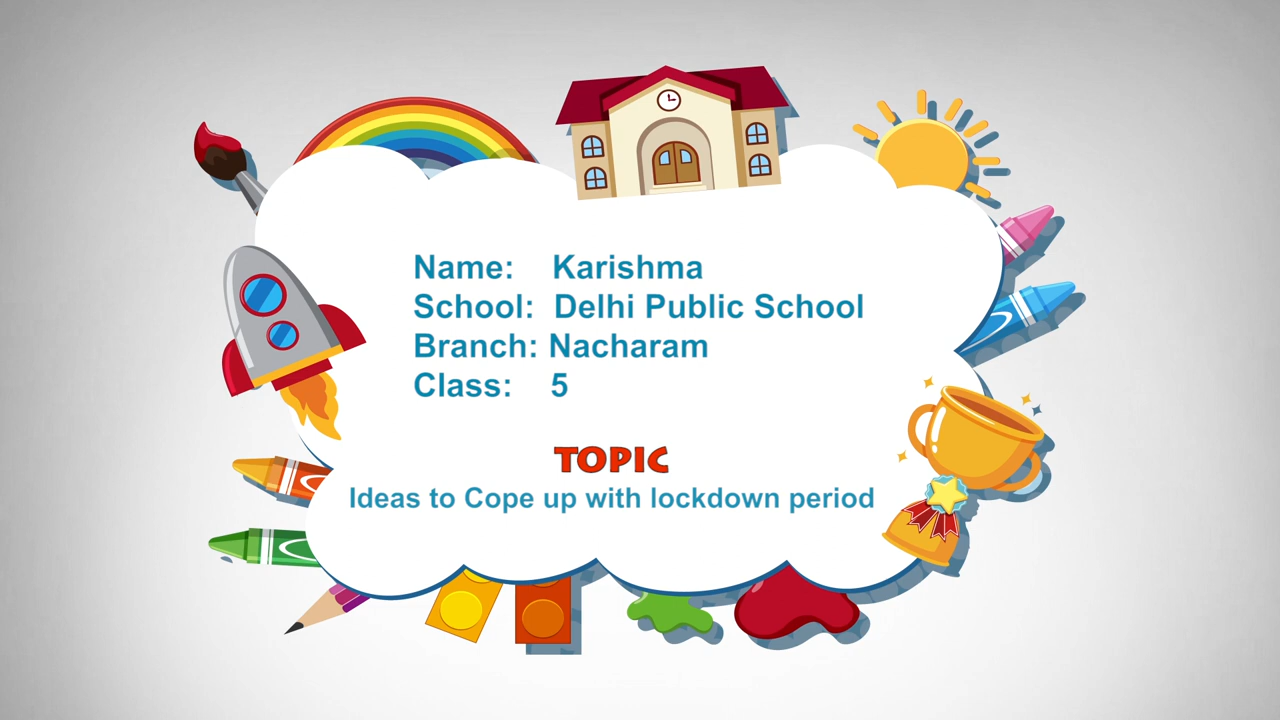 Name: Karishma
School: Delhi Public School
Branch: Nacharam
Class: 5
TOPIC
Ideas to Cope up with lockdown period